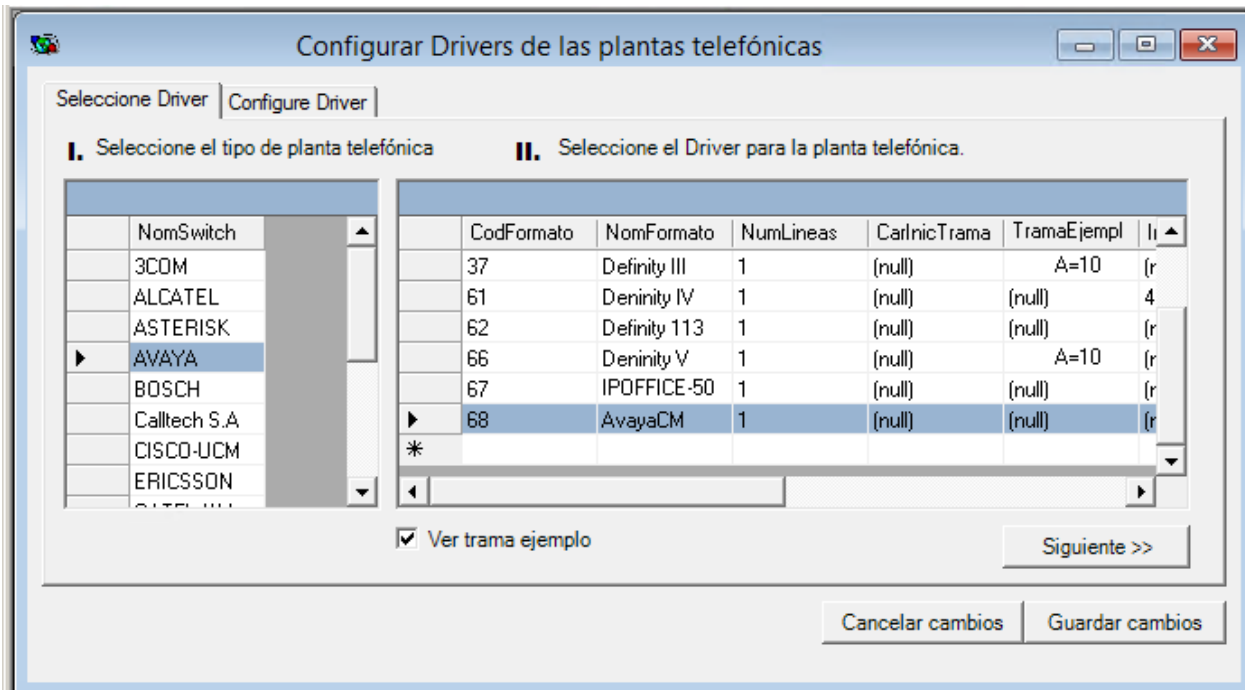 Configurar Drivers de las plantas telefónicas
Seleccione Driver
Configure Driver
I. Seleccione el tipo de planta telefónica
II. Seleccione el Driver para la planta telefónica.
NomSwitch
3COM
ALCATEL
ASTERISK
AVAYA
BOSCH
Calltech S.A
CISCO-UCM
ERICSSON
CodFormato NomFormato NumLineas CarInicTrama TramaEjempl
37 Definity III 1 (null) A=10
61 Deninity IV 1 (null) (null) 4
62 Definity 113 1 (null) (null)
66 Deninity V 1 (null) A=10
67 IPOFFICE-50 1 (null) (null)
68 AvayaCM 1 (null) (null)
Ver trama ejemplo
Siguiente >>
Cancelar cambios
Guardar cambios